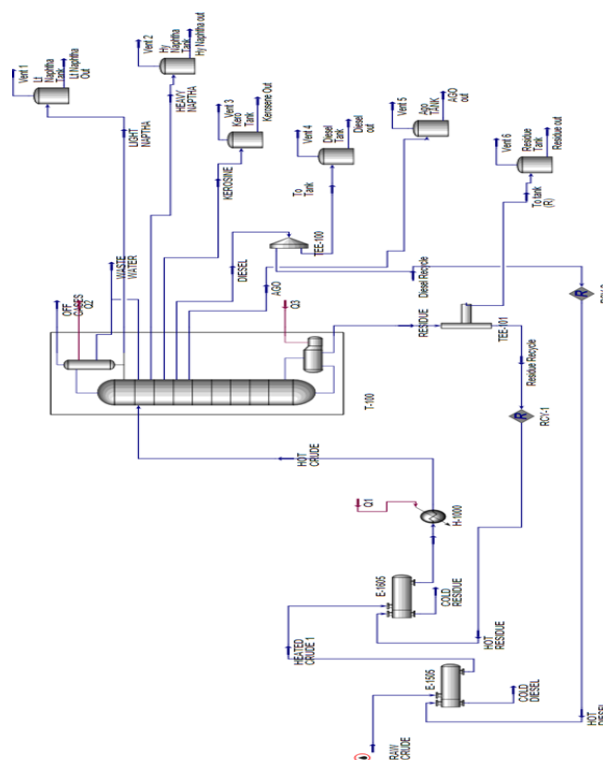 Vent 1
Lt
Naphtha
Tank
Lt Naphtha
Out
Vent 2
Hy
Naphtha
Tank
Hy Naphtha out
LIGHT
NAPTHA
HEAVY
NAPTHA
Vent 3
Kero
Tank
Kerosene Out
KEROSINE
Vent 4
Diesel
Tank
Diesel
out
To
Tank
Vent 5
Ago
TANK
AGO
out
Vent 6
Residue
Tank
Residue out
To tank
(R)
OFF
GASES
Q2
WASTE
WATER
DIESEL
TEE-100
AGO
Diesel Recycle
Q3
RESIDUE
TEE-101
Residue Recycle
R
R
RCY-1
T-100
HOT
CRUDE
Q1
H-1000
E-1605
COLD
RESIDUE
HOT
RESIDUE
HEATED
CRUDE 1
E-1505
COLD
DIESEL
RAW
CRUDE
HOT
DIESEL